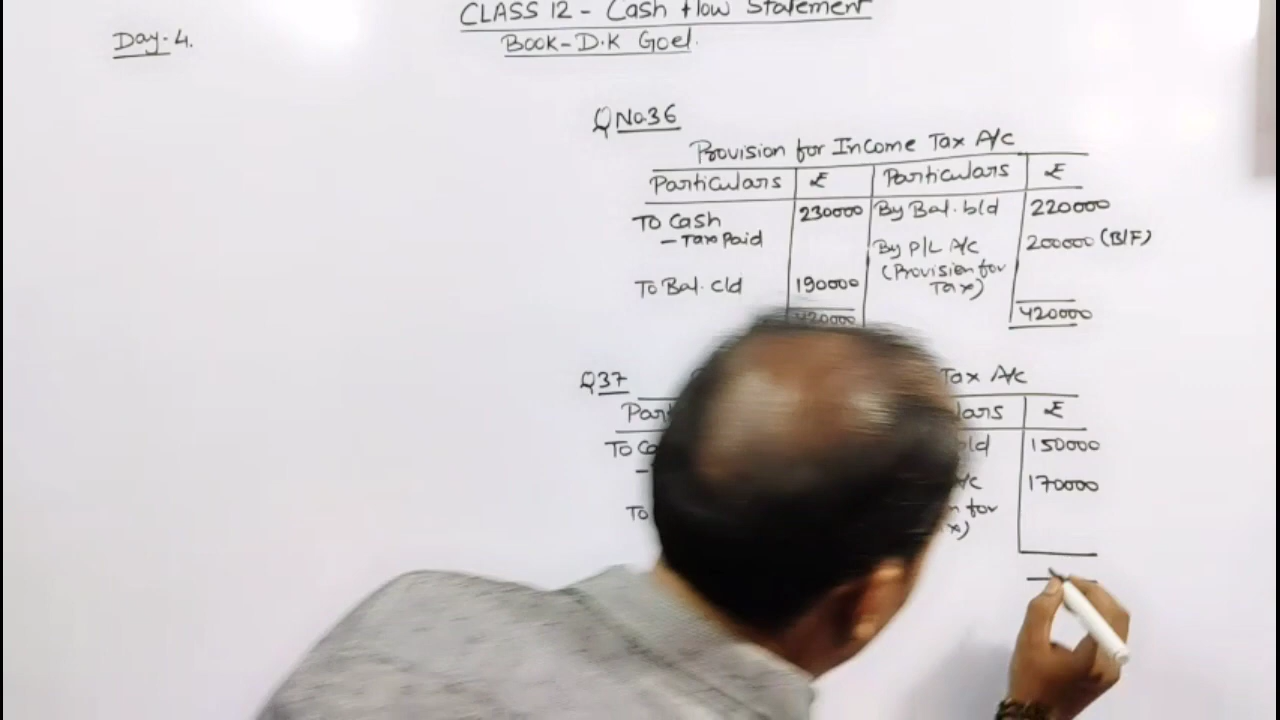 CLASS 12 - Cash flow Statement
Day-4.
Book-D.K Goel.
Q No.36
Provision for Income Tax A/c
Particulars ₹ Particulars ₹
To Cash 230000 By Bal. b/d 220000
- Tax Paid By P/L A/c 200000 (B/F)
(Provision for
To Bal. c/d 190000 Tax)
420000 420000
Q37 Tax A/c
₹
To 150000
170000
To for